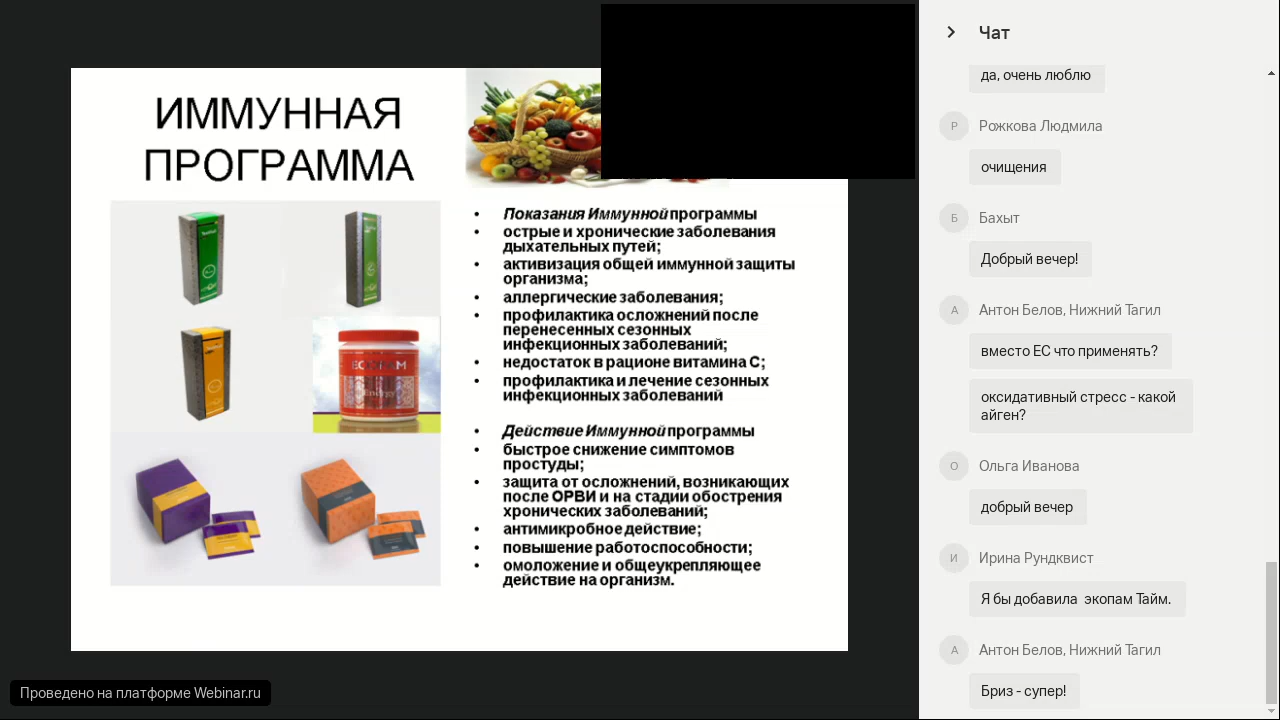 ИММУННАЯ
ПРОГРАММА
ECOPAM
Energy
• Показания Иммунной программы
• острые и хронические заболевания
дыхательных путей;
• активизация общей иммунной защиты
организма;
• аллергические заболевания;
• профилактика осложнений после
перенесенных сезонных
инфекционных заболеваний;
• недостаток в рационе витамина С;
• профилактика и лечение сезонных
инфекционных заболеваний
• Действие Иммунной программы
• быстрое снижение симптомов
простуды;
• защита от осложнений, возникающих
после ОРВИ и на стадии обострения
хронических заболеваний;
• антимикробное действие;
• повышение работоспособности;
• омоложение и общеукрепляющее
действие на организм.
Проведено на платформе Webinar.ru
Чат
да, очень люблю
Р
Рожкова Людмила
очищения
Б
Бахыт
Добрый вечер!
А
Антон Белов, Нижний Тагил
вместо ЕС что применять?
оксидативный стресс - какой
айген?
О
Ольга Иванова
добрый вечер
И
Ирина Рундквист
Я бы добавила экопам Тайм.
А
Антон Белов, Нижний Тагил
Бриз - супер!